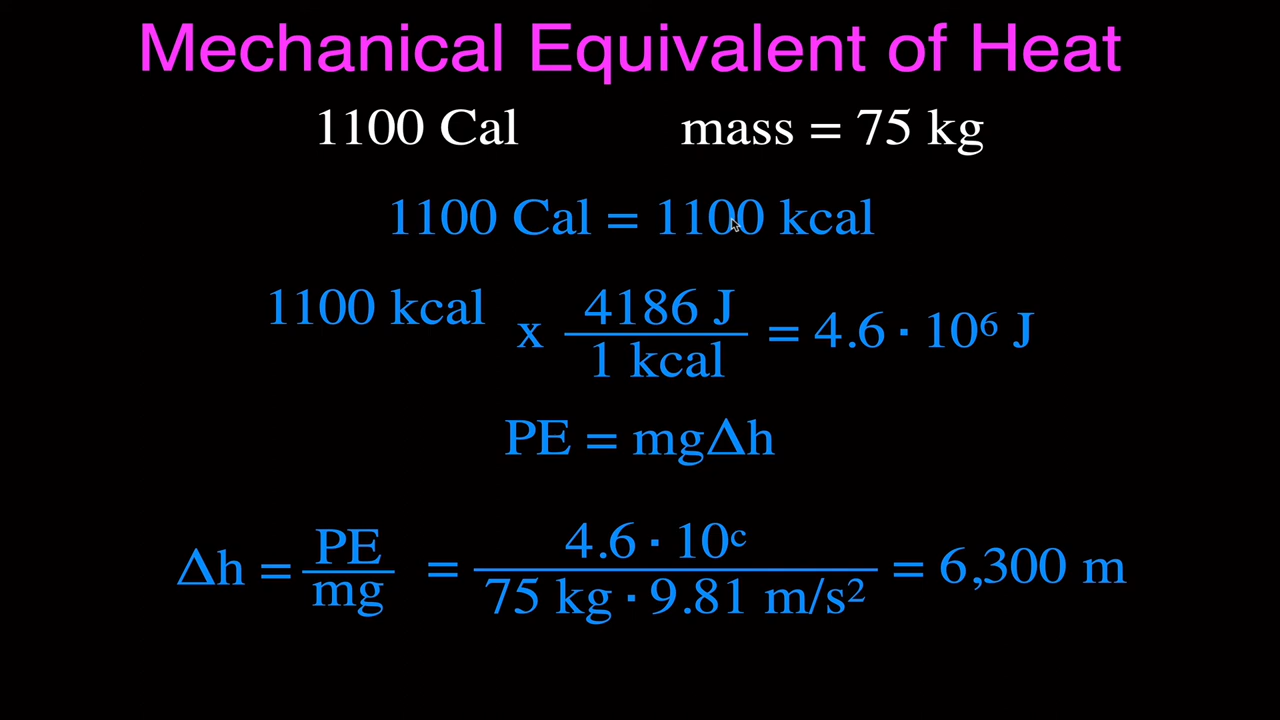 Mechanical Equivalent of Heat
1100 Cal mass = 75 kg
1100 Cal = 1100 kcal
1100 kcal x 4186 J / 1 kcal = 4.6 · 10⁶ J
PE = mgΔh
Δh = PE / mg = 4.6 · 10ᶜ / 75 kg · 9.81 m/s² = 6,300 m